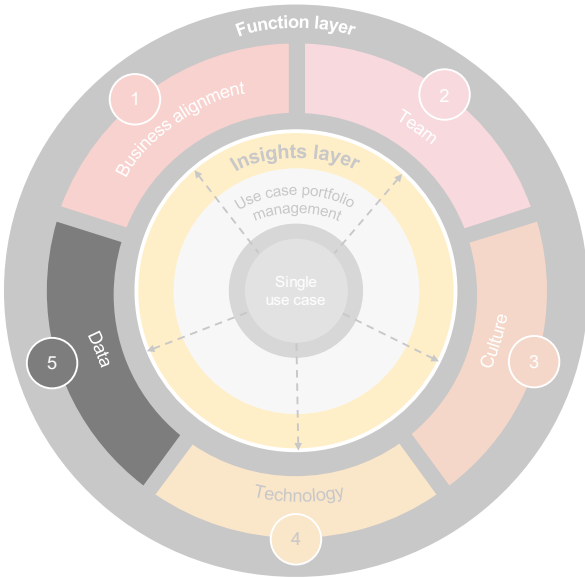 Function layer
1
Business alignment
2
Team
Insights layer
Use case portfolio
management
Single
use case
5
Data
Culture
3
Technology
4